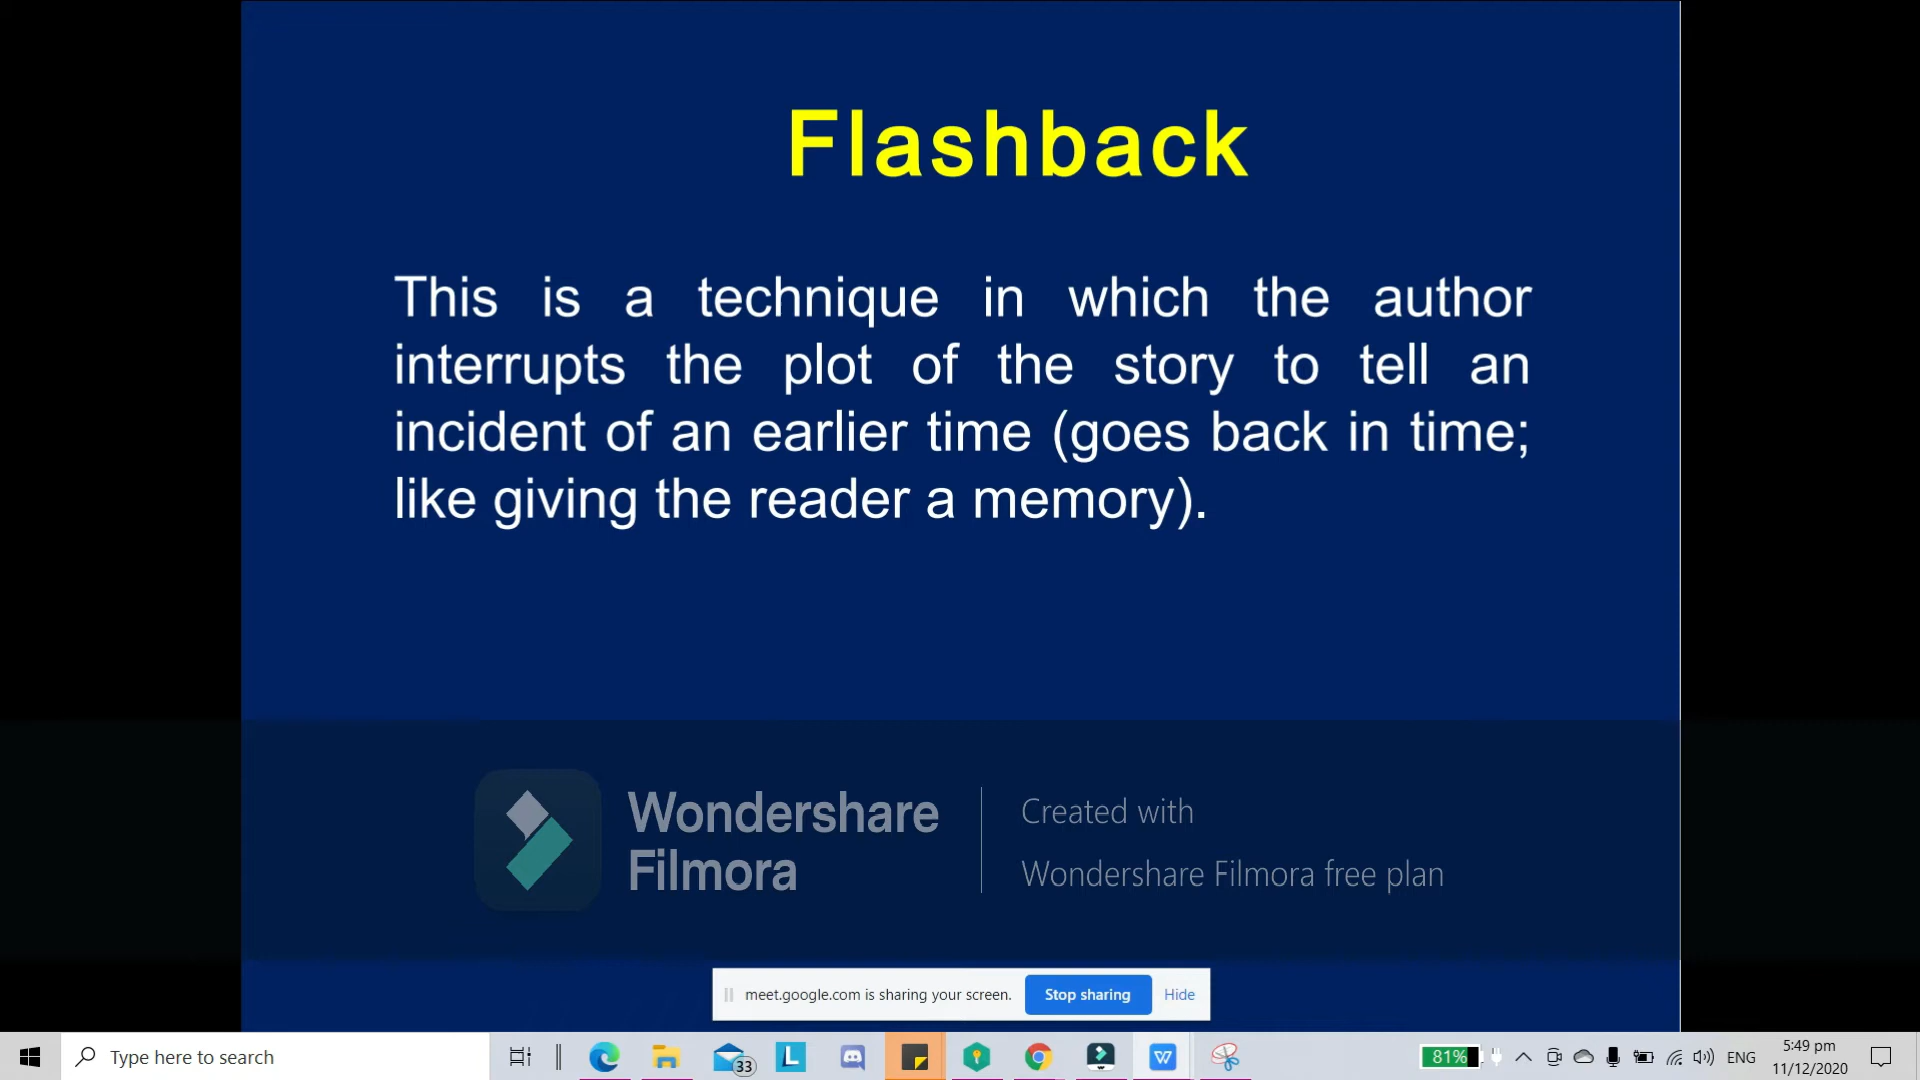 Flashback
This is a technique in which the author
interrupts the plot of the story to tell an
incident of an earlier time (goes back in time;
like giving the reader a memory).
Wondershare
Filmora
Created with
Wondershare Filmora free plan
meet.google.com is sharing your screen.
Stop sharing
Hide
Type here to search
33
L
W
81%
ENG
5:49 pm
11/12/2020